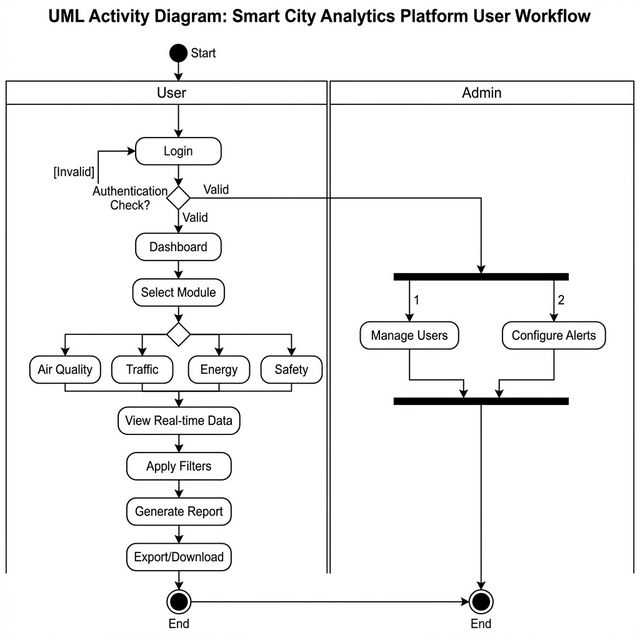 UML Activity Diagram: Smart City Analytics Platform User Workflow
Start
User
Admin
Login
[Invalid]
Authentication
Check?
Valid
Valid
Dashboard
Select Module
1
2
Manage Users
Configure Alerts
Air Quality
Traffic
Energy
Safety
View Real-time Data
Apply Filters
Generate Report
Export/Download
End
End